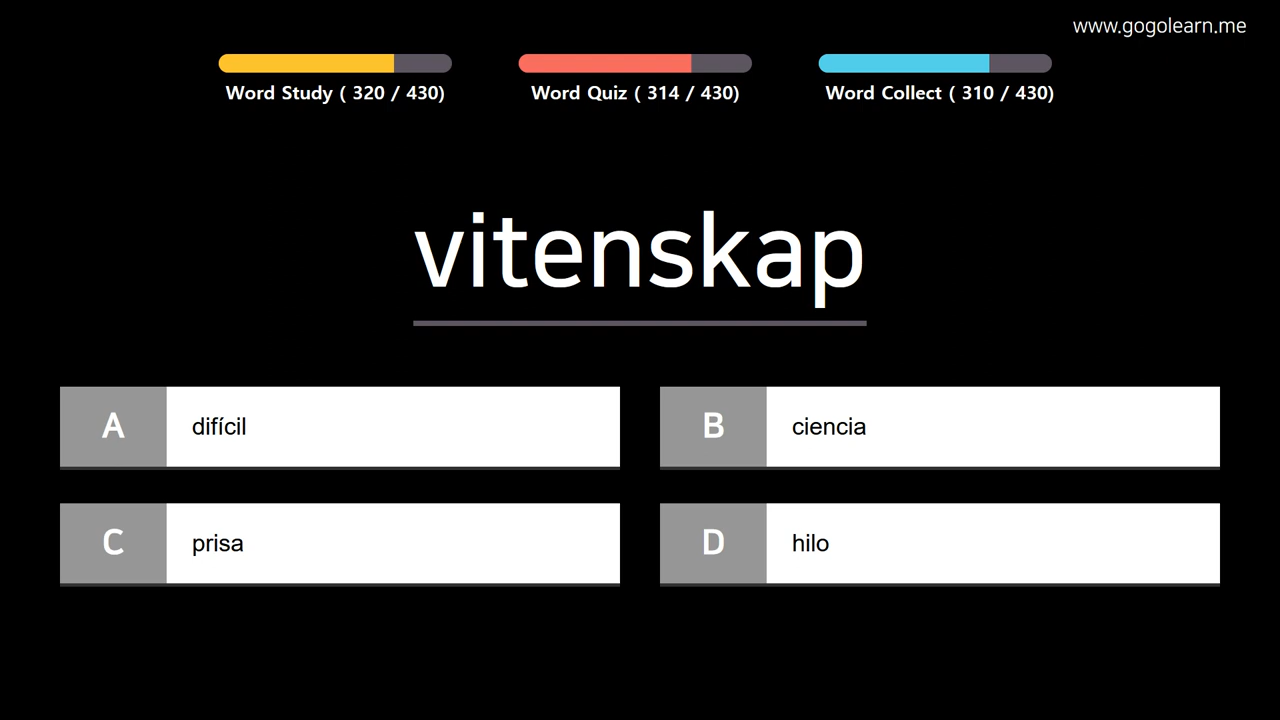 www.gogolearn.me
Word Study ( 320 / 430)
Word Quiz ( 314 / 430)
Word Collect ( 310 / 430)
vitenskap
A difícil
B ciencia
C prisa
D hilo